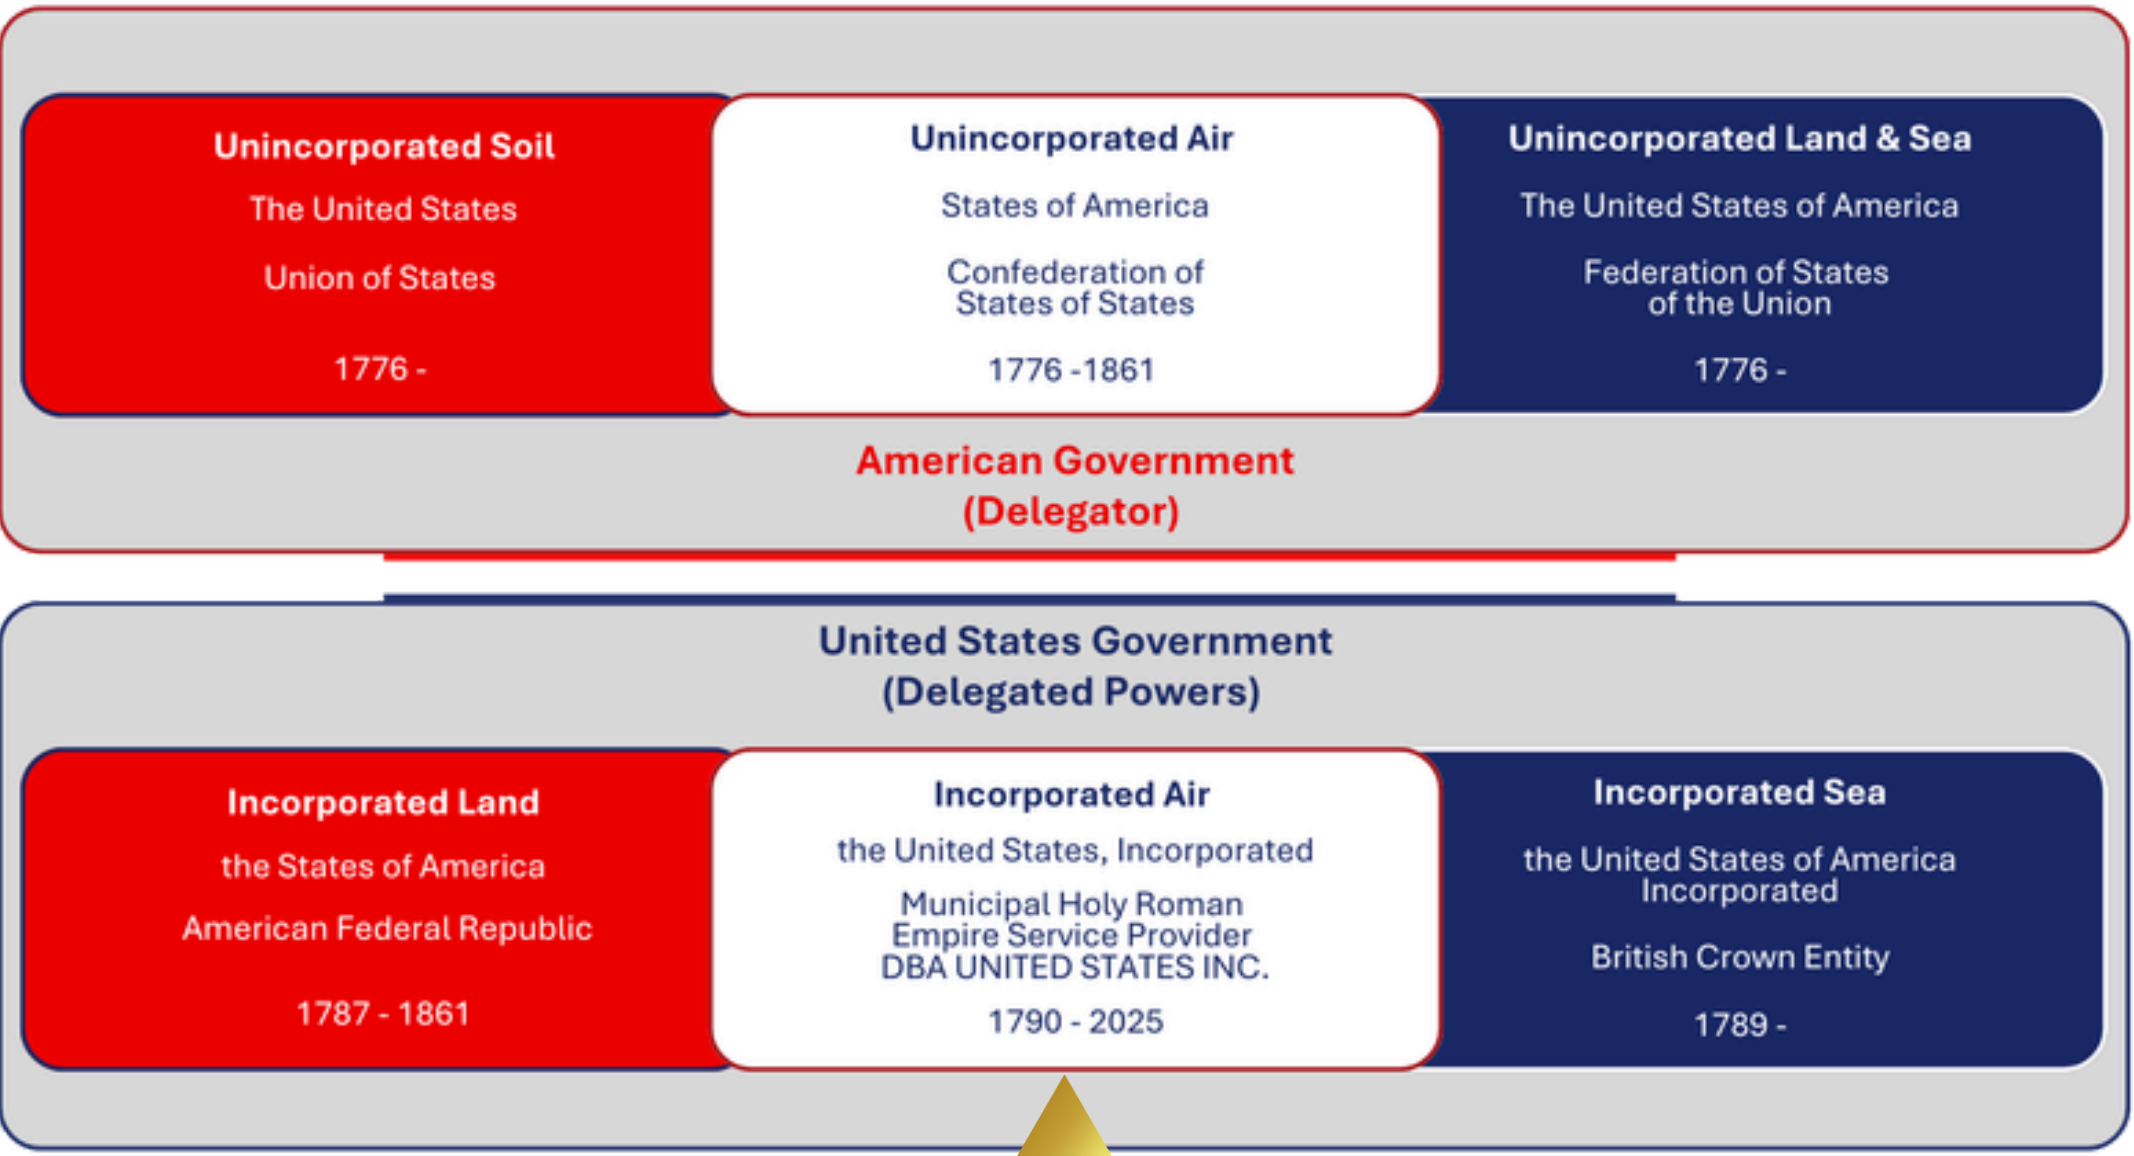 Unincorporated Soil
The United States
Union of States
1776 -
Unincorporated Air
States of America
Confederation of
States of States
1776 -1861
Unincorporated Land & Sea
The United States of America
Federation of States
of the Union
1776 -
American Government
(Delegator)
United States Government
(Delegated Powers)
Incorporated Land
the States of America
American Federal Republic
1787 - 1861
Incorporated Air
the United States, Incorporated
Municipal Holy Roman
Empire Service Provider
DBA UNITED STATES INC.
1790 - 2025
Incorporated Sea
the United States of America
Incorporated
British Crown Entity
1789 -